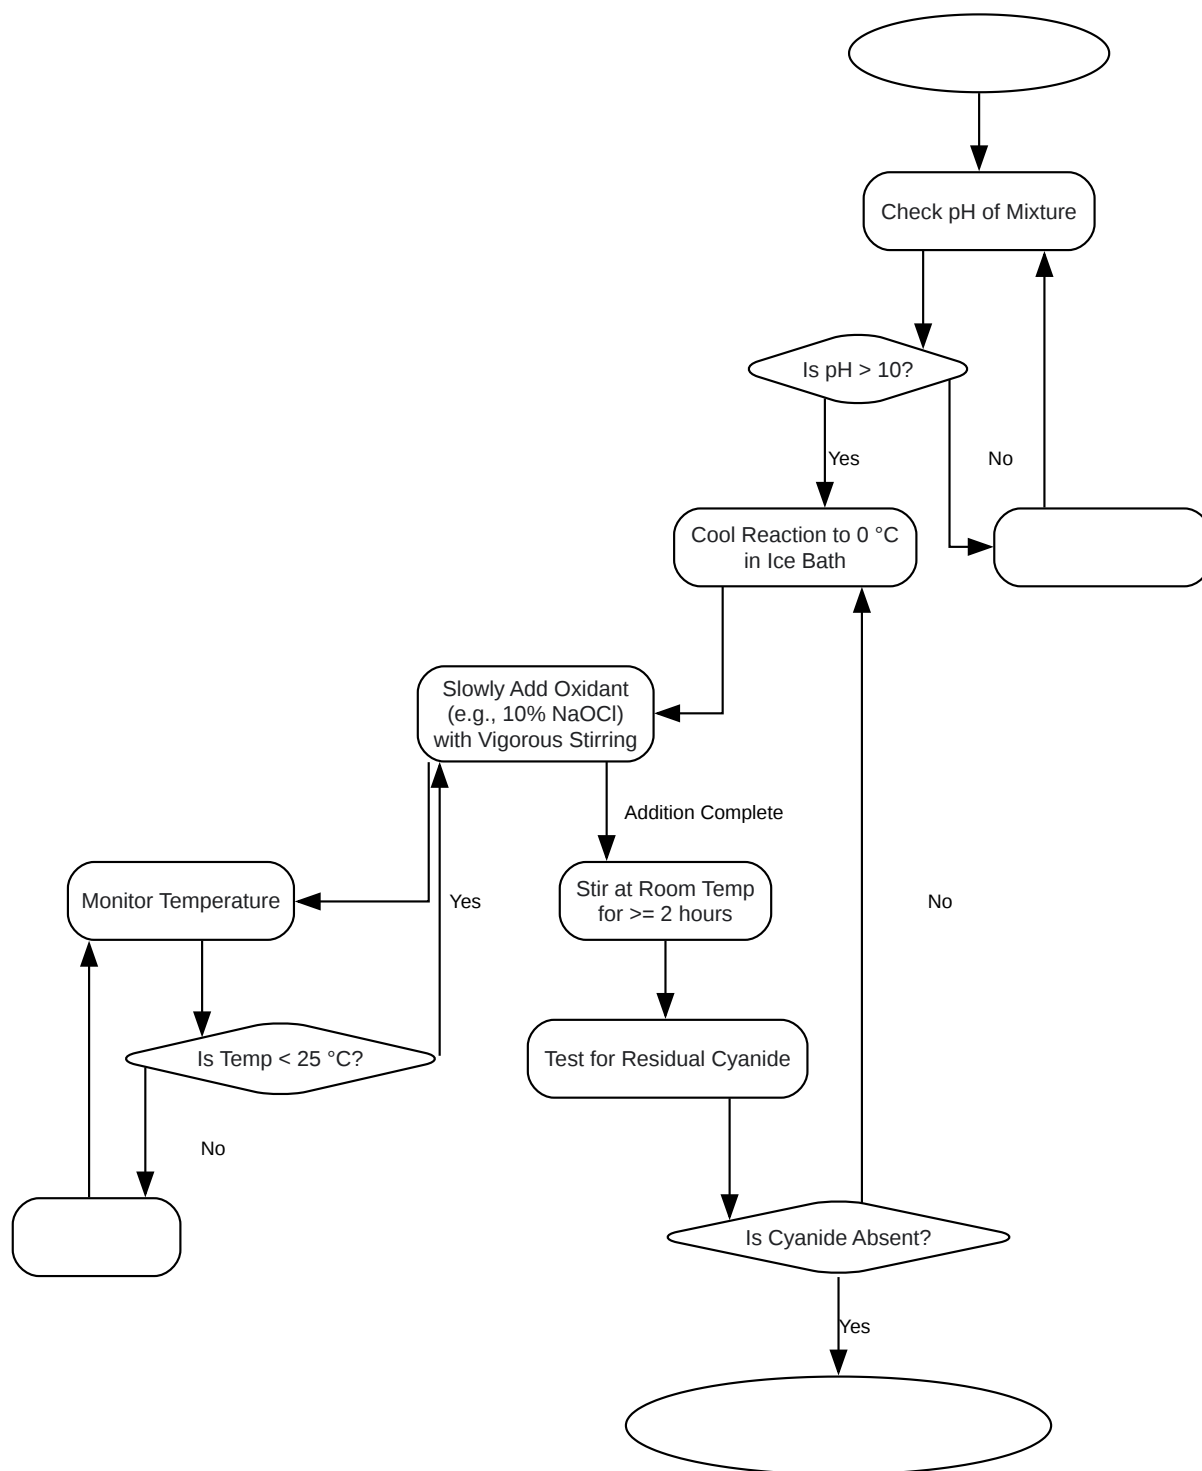 Check pH of Mixture
Is pH > 10?
Yes
No
Cool Reaction to 0 °C
in Ice Bath
Slowly Add Oxidant
(e.g., 10% NaOCl)
with Vigorous Stirring
Addition Complete
Monitor Temperature
Yes
Stir at Room Temp
for >= 2 hours
No
Is Temp < 25 °C?
Test for Residual Cyanide
No
Is Cyanide Absent?
Yes